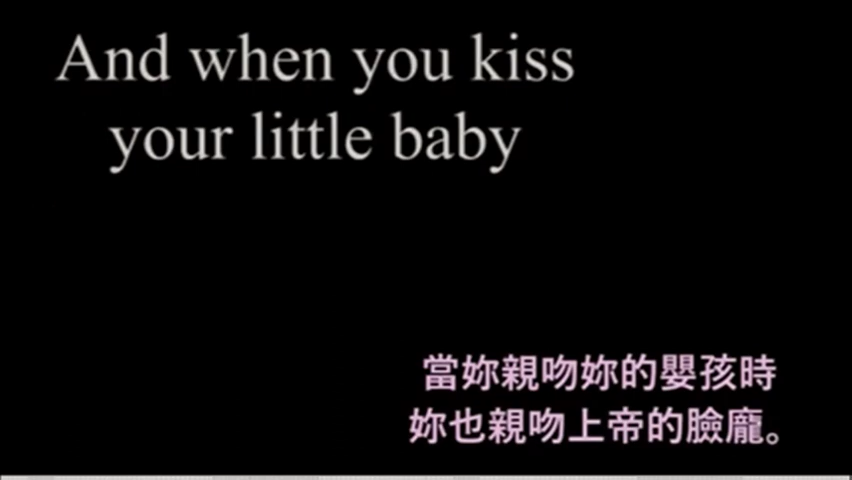 And when you kiss
your little baby
當妳親吻妳的嬰孩時
妳也親吻上帝的臉龐。